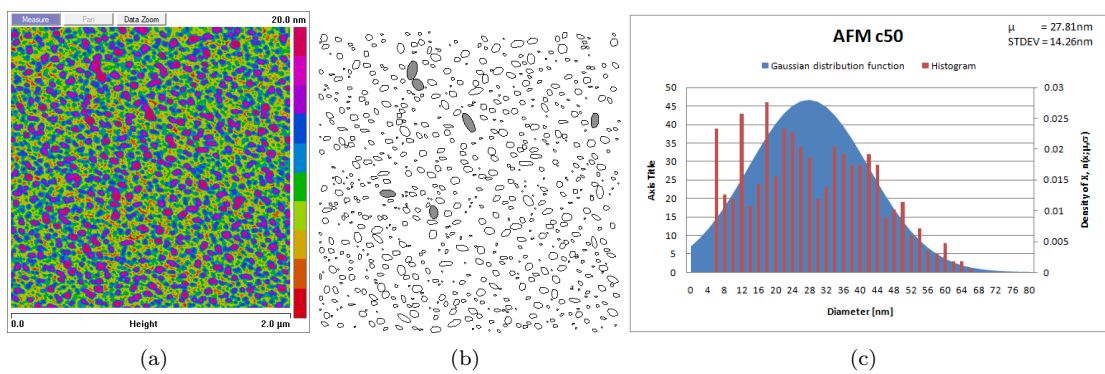 Measure Pan Data Zoom 20.0 nm
0.0 Height 2.0 µm
(a)
(b)
AFM c50
µ = 27.81nm
STDEV = 14.26nm
Gaussian distribution function Histogram
50
45
40
35
30
25
20
15
10
5
0
Axis Title
0.03
0.025
0.02
0.015
0.01
0.005
0
Density of X, n(x;µ,σ)
0 4 8 12 16 20 24 28 32 36 40 44 48 52 56 60 64 68 72 76 80
Diameter [nm]
(c)